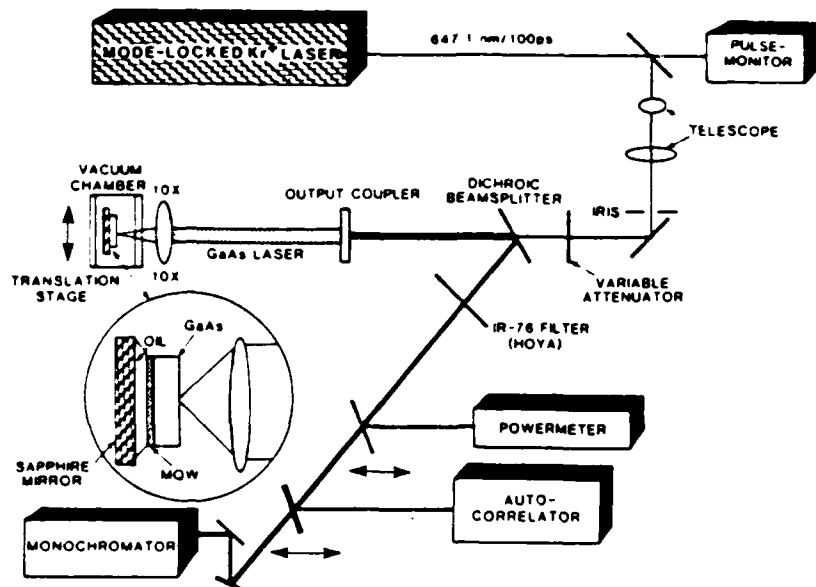 MODE-LOCKED Kr+ LASER
647.1 nm/100ps
PULSE-
MONITOR
TELESCOPE
VACUUM
CHAMBER
10X
OUTPUT COUPLER
DICHROIC
BEAMSPLITTER
IRIS
GaAs LASER
10X
TRANSLATION
STAGE
VARIABLE
ATTENUATOR
IR-76 FILTER
(HOYA)
GaAs
OIL
POWERMETER
SAPPHIRE
MIRROR
MQW
AUTO-
CORRELATOR
MONOCHROMATOR